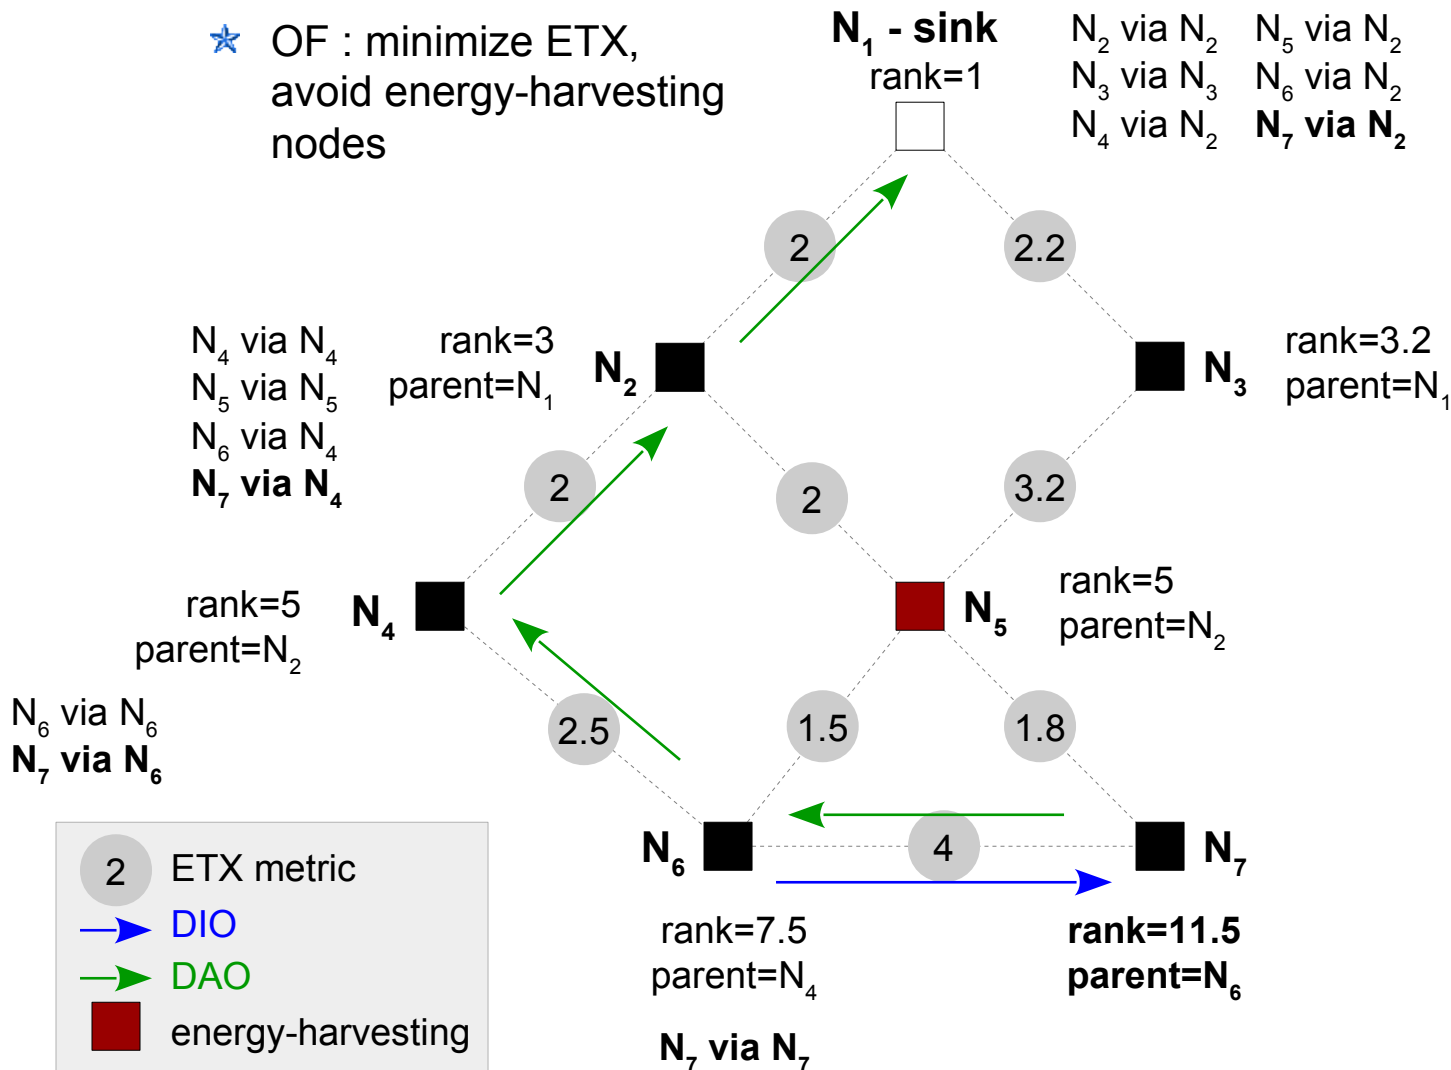 OF : minimize ETX,
avoid energy-harvesting
nodes
N₁ - sink
rank=1
N₂ via N₂ N₅ via N₂
N₃ via N₃ N₆ via N₂
N₄ via N₂ N₇ via N₂
2
2.2
N₄ via N₄
N₅ via N₅
N₆ via N₄
N₇ via N₄
rank=3
parent=N₁
N₂
N₃
rank=3.2
parent=N₁
2
2
3.2
rank=5
parent=N₂
N₄
N₅
rank=5
parent=N₂
N₆ via N₆
N₇ via N₆
2.5
1.5
1.8
N₆
4
N₇
rank=7.5
parent=N₄
N₇ via N₇
rank=11.5
parent=N₆
2 ETX metric
DIO
DAO
energy-harvesting